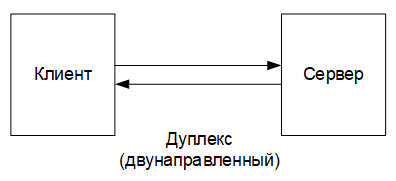 Клиент
Сервер
Дуплекс
(двунаправленный)